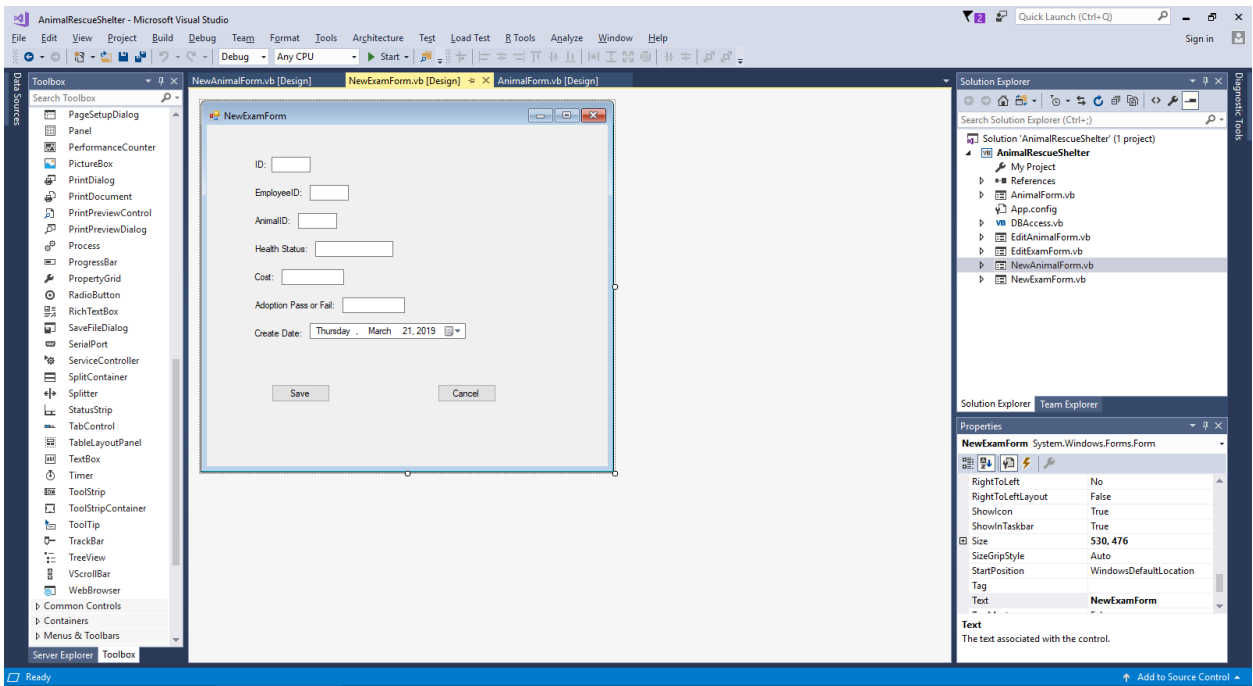 AnimalRescueShelter - Microsoft Visual Studio
2
Quick Launch (Ctrl+Q)
File Edit View Project Build Debug Team Format Tools Architecture Test Load Test R Tools Analyze Window Help
Sign in
Debug Any CPU Start
Data Sources
Toolbox
Search Toolbox
PageSetupDialog
Panel
PerformanceCounter
PictureBox
PrintDialog
PrintDocument
PrintPreviewControl
PrintPreviewDialog
Process
ProgressBar
PropertyGrid
RadioButton
RichTextBox
SaveFileDialog
SerialPort
ServiceController
SplitContainer
Splitter
StatusStrip
TabControl
TableLayoutPanel
TextBox
Timer
ToolStrip
ToolStripContainer
ToolTip
TrackBar
TreeView
VScrollBar
WebBrowser
Common Controls
Containers
Menus & Toolbars
Server Explorer Toolbox
NewAnimalForm.vb [Design] NewExamForm.vb [Design] AnimalForm.vb [Design]
NewExamForm
ID:
EmployeeID:
AnimalID:
Health Status:
Cost:
Adoption Pass or Fail:
Create Date: Thursday , March 21, 2019
Save Cancel
Solution Explorer
Search Solution Explorer (Ctrl+;)
Solution 'AnimalRescueShelter' (1 project)
VB AnimalRescueShelter
My Project
References
AnimalForm.vb
App.config
VB DBAccess.vb
EditAnimalForm.vb
EditExamForm.vb
NewAnimalForm.vb
NewExamForm.vb
Solution Explorer Team Explorer
Properties
NewExamForm System.Windows.Forms.Form
RightToLeft No
RightToLeftLayout False
ShowIcon True
ShowInTaskbar True
Size 530, 476
SizeGripStyle Auto
StartPosition WindowsDefaultLocation
Tag
Text NewExamForm
Text
The text associated with the control.
Diagnostic Tools
Ready
Add to Source Control